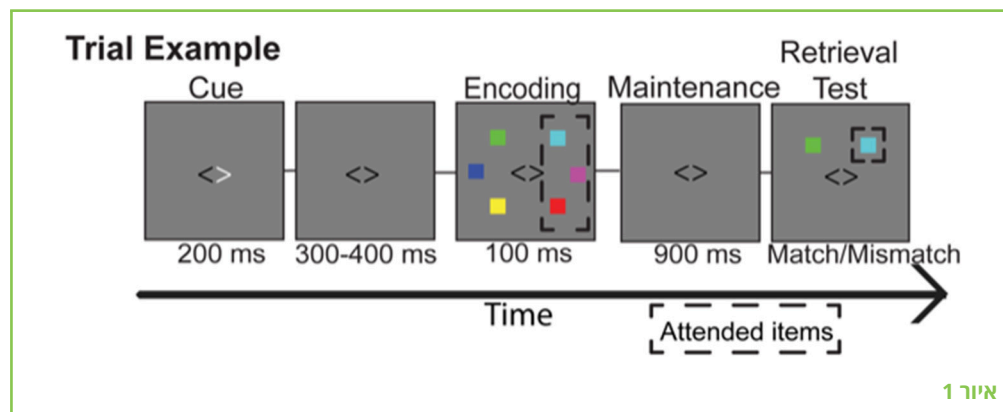 Trial Example
Cue
Encoding
Maintenance
Retrieval
Test
<>
<>
<>
<>
<>
200 ms
300-400 ms
100 ms
900 ms
Match/Mismatch
Time
Attended items
איור 1